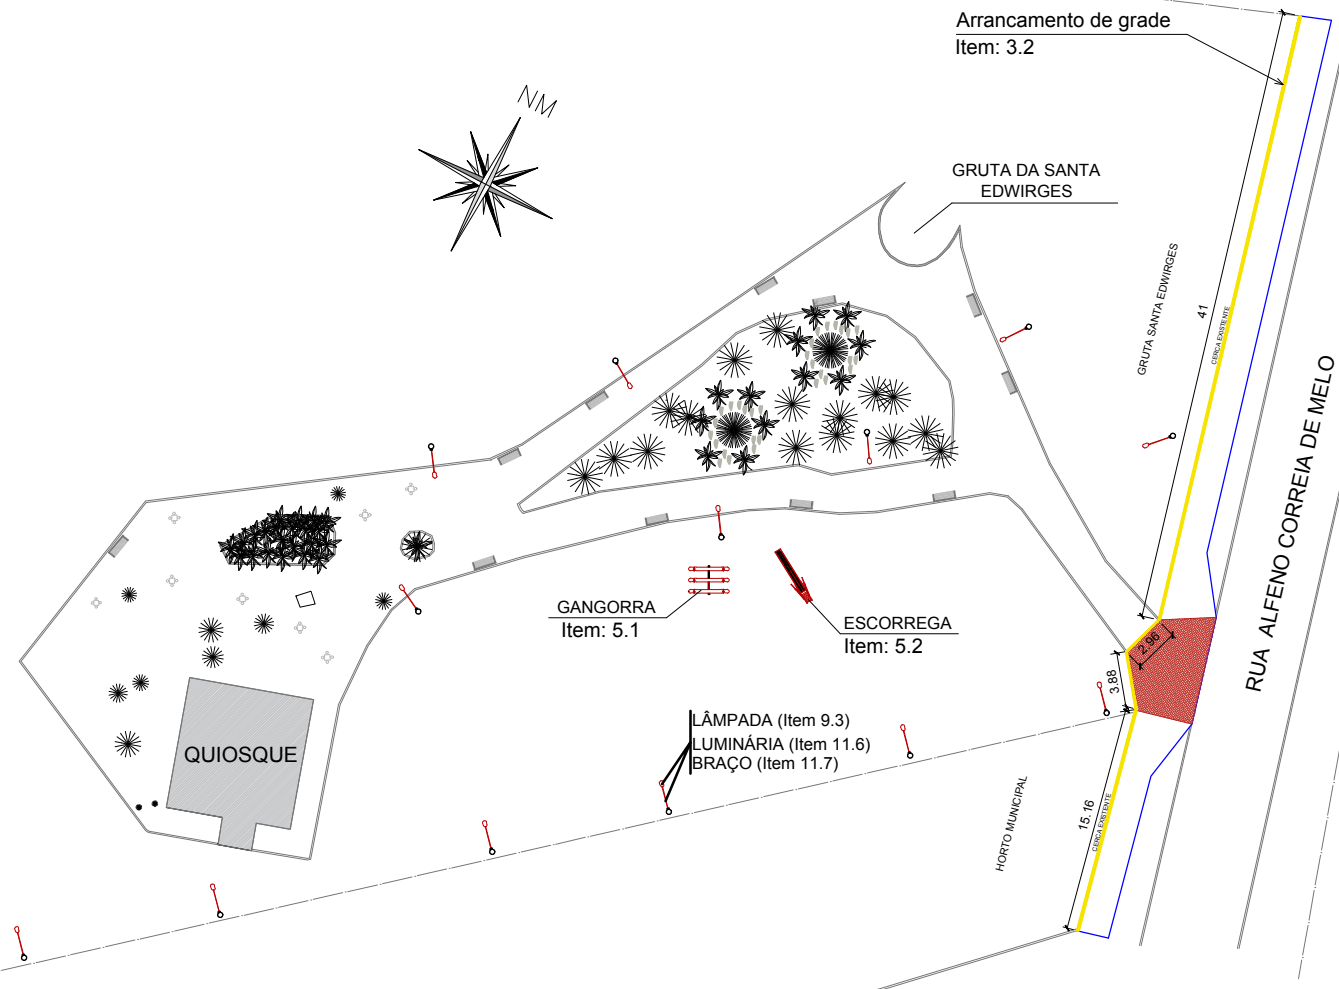 Arrancamento de grade
Item: 3.2
NM
GRUTA DA SANTA
EDWIRGES
GRUTA SANTA EDWIRGES
41
CERCA EXISTENTE
RUA ALFENO CORREIA DE MELO
GANGORRA
Item: 5.1
ESCORREGA
Item: 5.2
2.96
3.88
LÂMPADA (Item 9.3)
LUMINÁRIA (Item 11.6)
BRAÇO (Item 11.7)
QUIOSQUE
HORTO MUNICIPAL
15.16
CERCA EXISTENTE